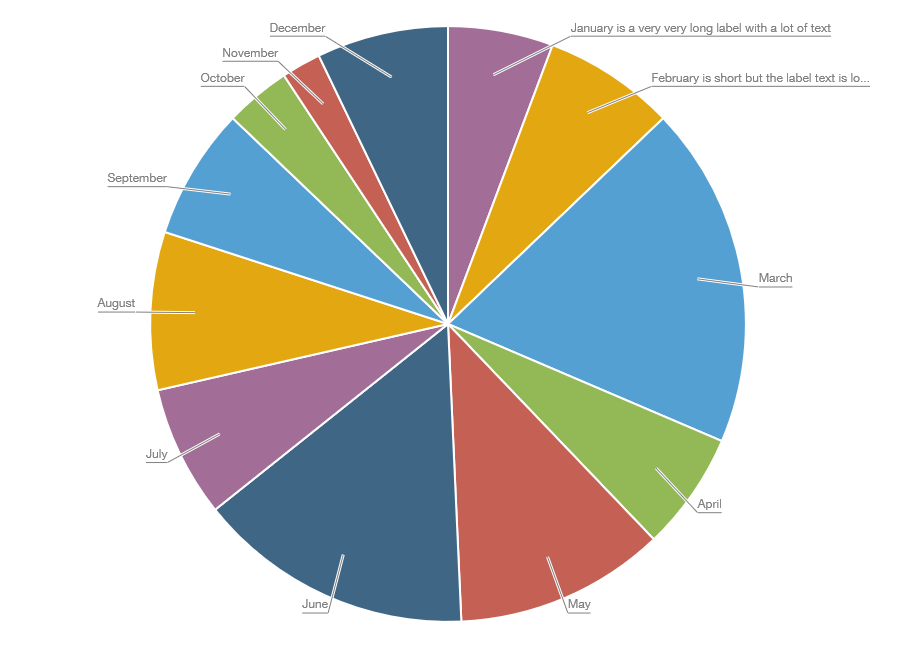 December
January is a very very long label with a lot of text
November
October
February is short but the label text is lo...
September
March
August
July
April
June
May